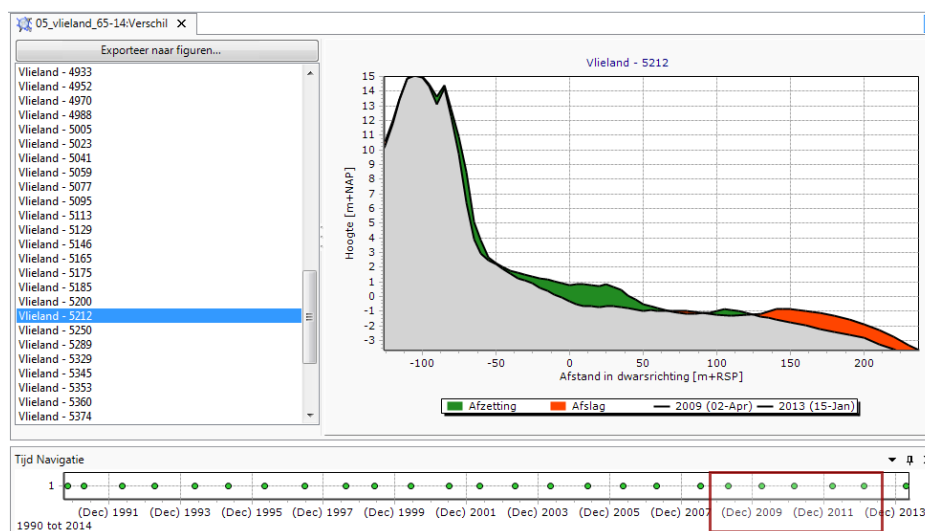 05_vlieland_65-14:Verschil
Exporteer naar figuren...
Vlieland - 4933
Vlieland - 4952
Vlieland - 4970
Vlieland - 4988
Vlieland - 5005
Vlieland - 5023
Vlieland - 5041
Vlieland - 5059
Vlieland - 5077
Vlieland - 5095
Vlieland - 5113
Vlieland - 5129
Vlieland - 5146
Vlieland - 5165
Vlieland - 5175
Vlieland - 5185
Vlieland - 5200
Vlieland - 5212
Vlieland - 5250
Vlieland - 5289
Vlieland - 5329
Vlieland - 5345
Vlieland - 5353
Vlieland - 5360
Vlieland - 5374
Vlieland - 5212
Hoogte [m+NAP]
15
14
13
12
11
10
9
8
7
6
5
4
3
2
1
0
-1
-2
-3
-100 -50 0 50 100 150 200
Afstand in dwarsrichting [m+RSP]
Afzetting Afslag 2009 (02-Apr) 2013 (15-Jan)
Tijd Navigatie
1
(Dec) 1991 (Dec) 1993 (Dec) 1995 (Dec) 1997 (Dec) 1999 (Dec) 2001 (Dec) 2003 (Dec) 2005 (Dec) 2007 (Dec) 2009 (Dec) 2011 (Dec) 2013
1990 tot 2014